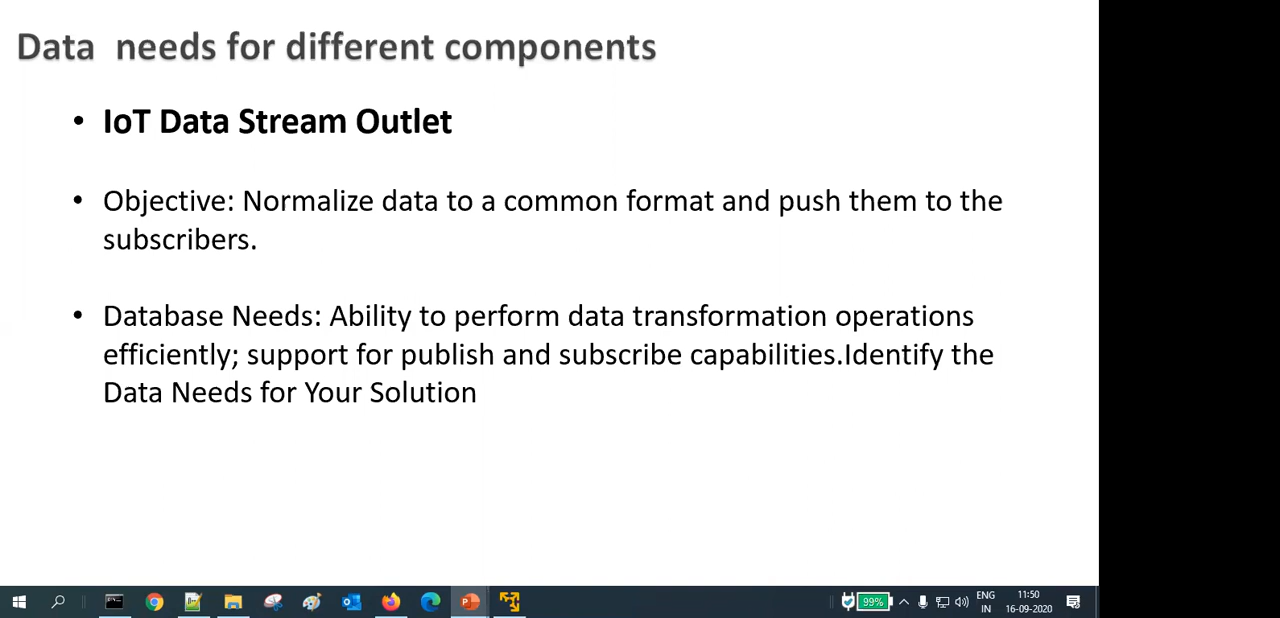 Data  needs for different components
• IoT Data Stream Outlet
• Objective: Normalize data to a common format and push them to the
subscribers.
• Database Needs: Ability to perform data transformation operations
efficiently; support for publish and subscribe capabilities.Identify the
Data Needs for Your Solution
99%
ENG
IN
11:50
16-09-2020